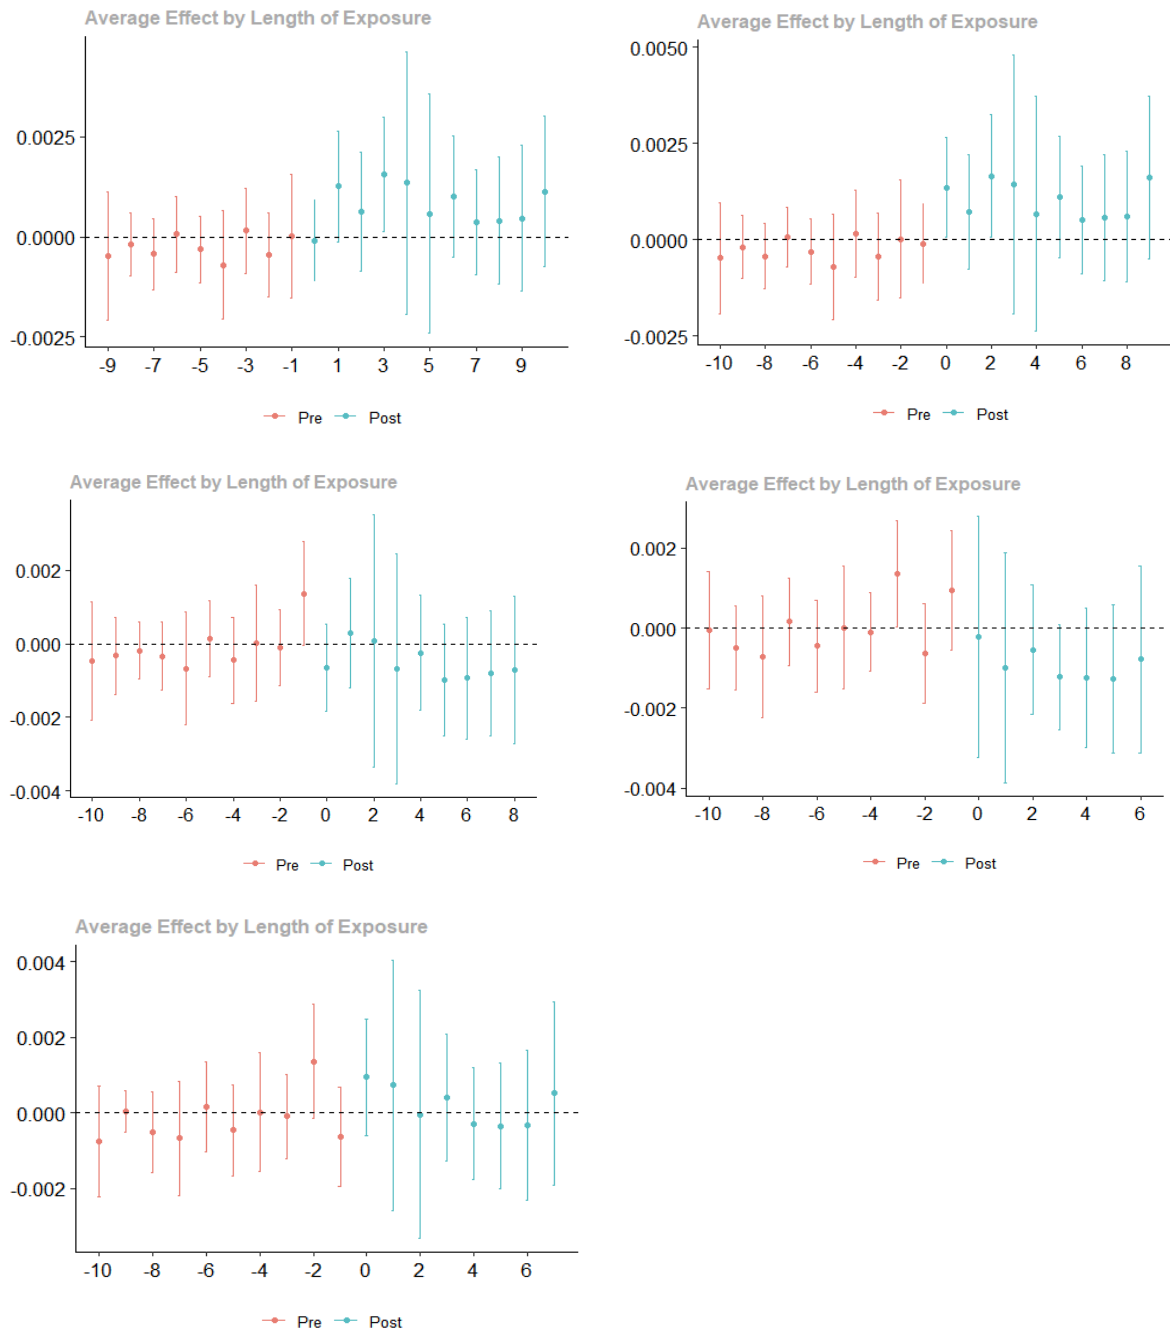 Average Effect by Length of Exposure
0.0025
0.0000
-0.0025
-9 -7 -5 -3 -1 1 3 5 7 9
Pre Post
Average Effect by Length of Exposure
0.0050
0.0025
0.0000
-0.0025
-10 -8 -6 -4 -2 0 2 4 6 8
Pre Post
Average Effect by Length of Exposure
0.002
0.000
-0.002
-0.004
-10 -8 -6 -4 -2 0 2 4 6 8
Pre Post
Average Effect by Length of Exposure
0.002
0.000
-0.002
-0.004
-10 -8 -6 -4 -2 0 2 4 6
Pre Post
Average Effect by Length of Exposure
0.004
0.002
0.000
-0.002
-10 -8 -6 -4 -2 0 2 4 6
Pre Post